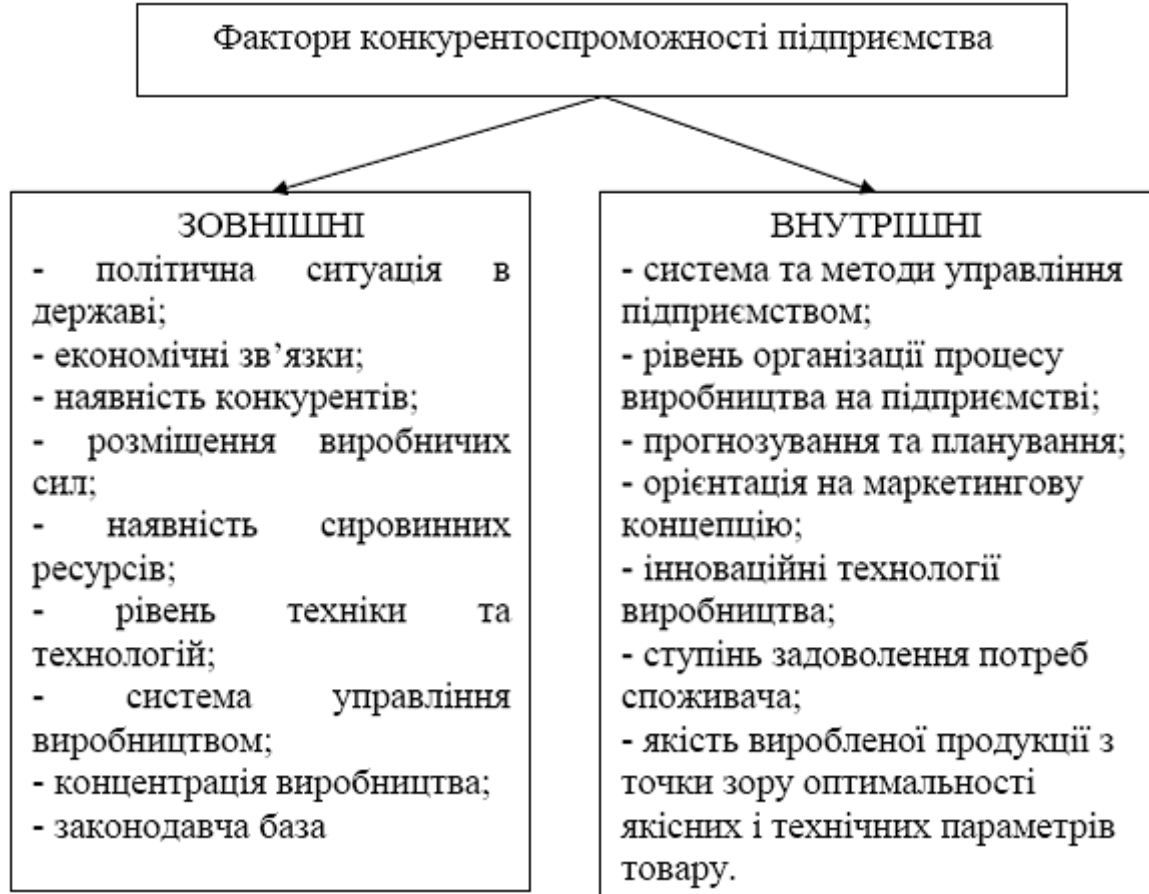 Фактори конкурентоспроможності підприємства
ЗОВНІШНІ
- політична ситуація в
державі;
- економічні зв’язки;
- наявність конкурентів;
- розміщення виробничих
сил;
- наявність сировинних
ресурсів;
- рівень техніки та
технологій;
- система управління
виробництвом;
- концентрація виробництва;
- законодавча база
ВНУТРІШНІ
- система та методи управління
підприємством;
- рівень організації процесу
виробництва на підприємстві;
- прогнозування та планування;
- орієнтація на маркетингову
концепцію;
- інноваційні технології
виробництва;
- ступінь задоволення потреб
споживача;
- якість виробленої продукції з
точки зору оптимальності
якісних і технічних параметрів
товару.